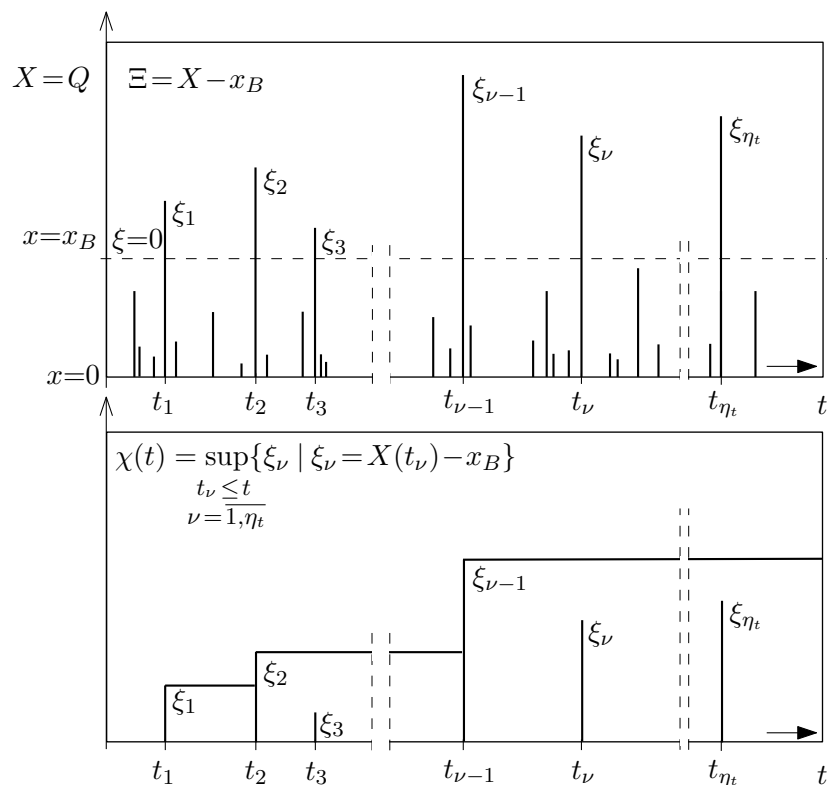 X=Q
Ξ=X−x_B
ξ_{ν−1}
ξ_ν
ξ_{η_t}
ξ_2
ξ_1
x=x_B ξ=0
ξ_3
x=0
t_1 t_2 t_3 t_{ν−1} t_ν t_{η_t} t
χ(t) = sup{ξ_ν | ξ_ν=X(t_ν)−x_B}
t_ν≤t
ν=\overline{1,η_t}
ξ_{ν−1}
ξ_ν
ξ_{η_t}
ξ_2
ξ_1
ξ_3
t_1 t_2 t_3 t_{ν−1} t_ν t_{η_t} t